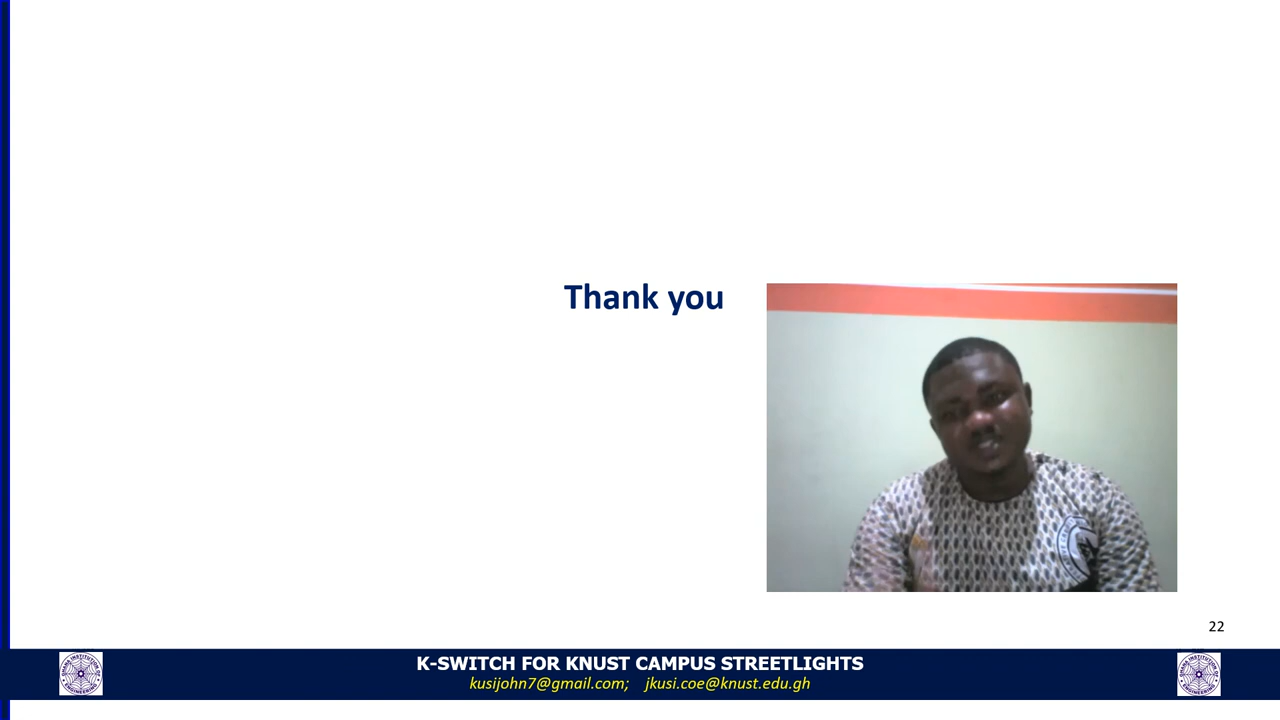 Thank you
22
K-SWITCH FOR KNUST CAMPUS STREETLIGHTS
kusijohn7@gmail.com; jkusi.coe@knust.edu.gh